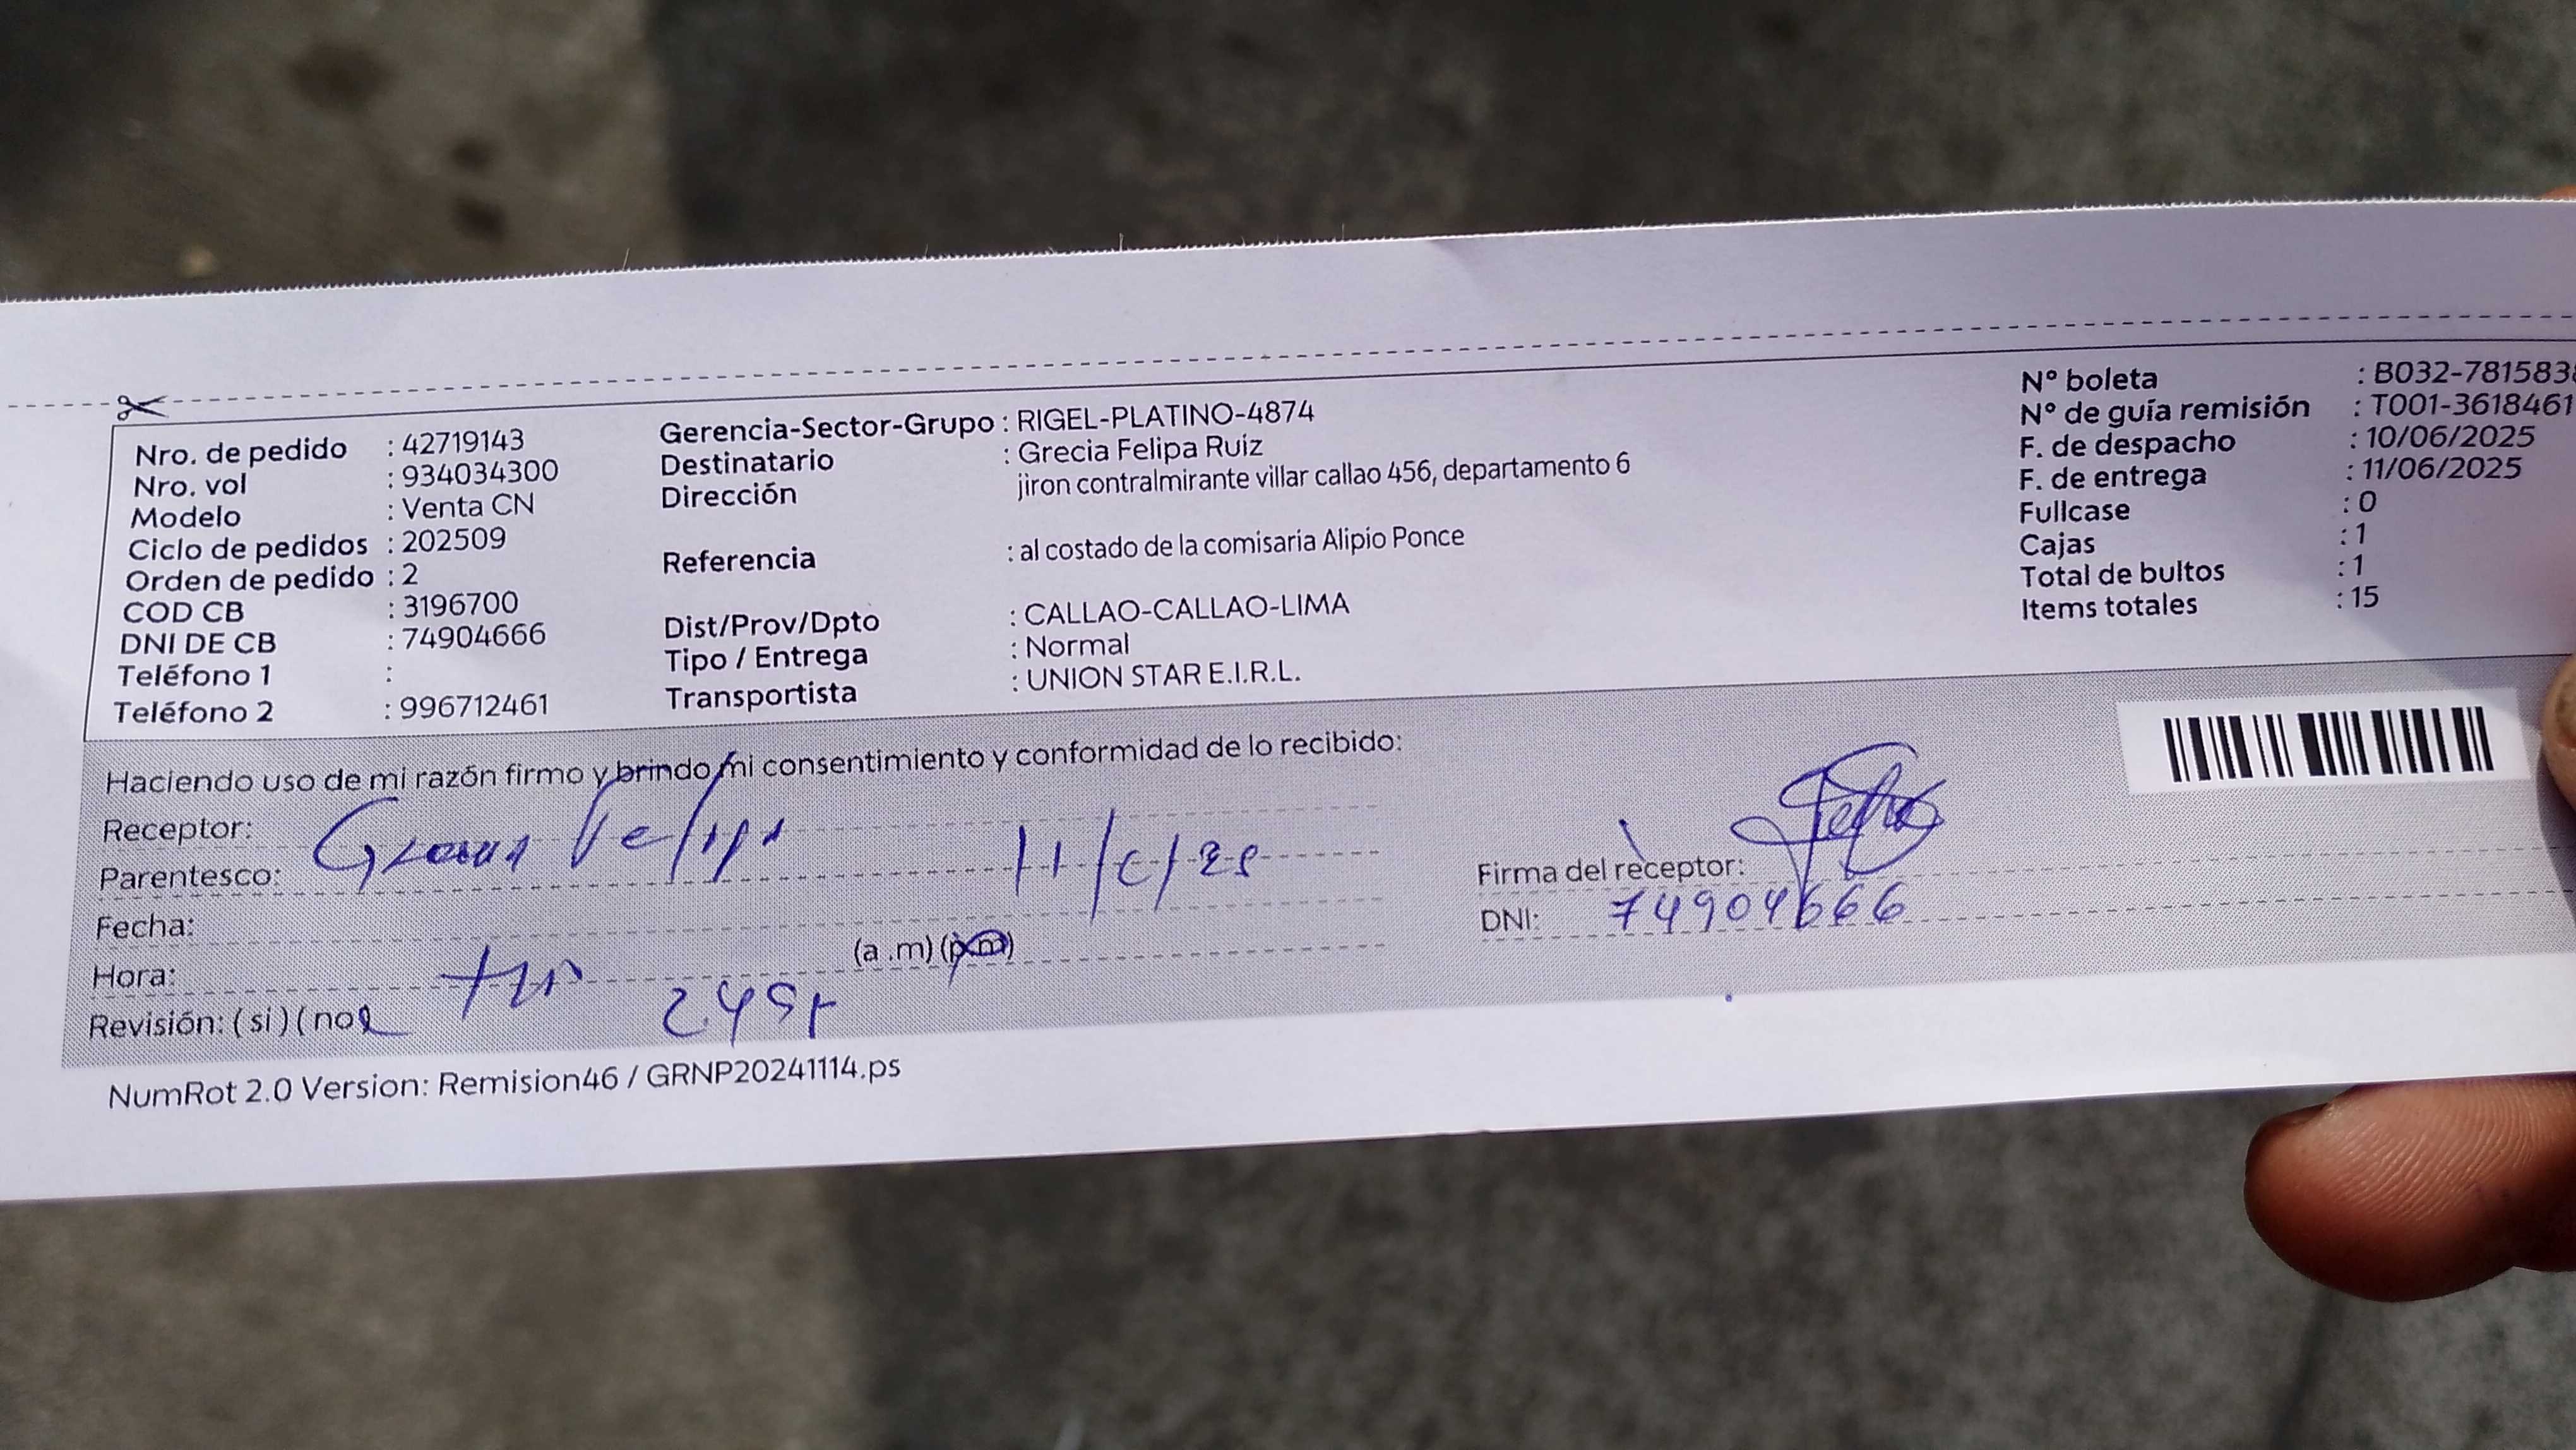 Nro. de pedido : 42719143
Nro. vol : 934034300
Modelo : Venta CN
Ciclo de pedidos : 202509
Orden de pedido : 2
COD CB : 3196700
DNI DE CB : 74904666
Teléfono 1 :
Teléfono 2 : 996712461
Gerencia-Sector-Grupo : RIGEL-PLATINO-4874
Destinatario : Grecia Felipa Ruiz
Dirección jiron contralmirante villar callao 456, departamento 6
Referencia : al costado de la comisaria Alipio Ponce
Dist/Prov/Dpto : CALLAO-CALLAO-LIMA
Tipo / Entrega : Normal
Transportista : UNION STAR E.I.R.L.
N° boleta : B032-781583
N° de guía remisión : T001-3618461
F. de despacho : 10/06/2025
F. de entrega : 11/06/2025
Fullcase : 0
Cajas : 1
Total de bultos : 1
Items totales : 15
Haciendo uso de mi razón firmo y brindo mi consentimiento y conformidad de lo recibido:
Receptor: Felipa
Parentesco:
Fecha:
Hora: (a .m) (p.m)
Revisión: ( si ) ( no )
Firma del receptor:
DNI: 74904666
NumRot 2.0 Version: Remision46 / GRNP20241114.ps